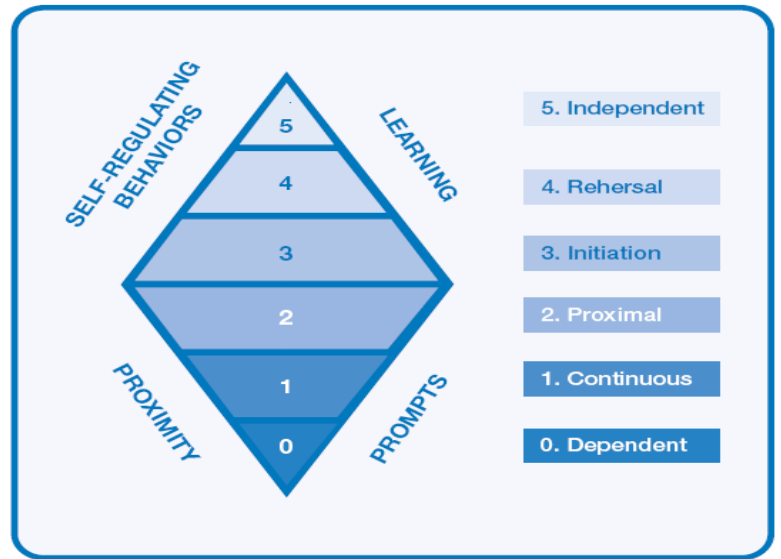 SELF-REGULATING
BEHAVIORS
LEARNING
5
4
3
2
1
0
PROXIMITY
PROMPTS
5. Independent
4. Rehersal
3. Initiation
2. Proximal
1. Continuous
0. Dependent